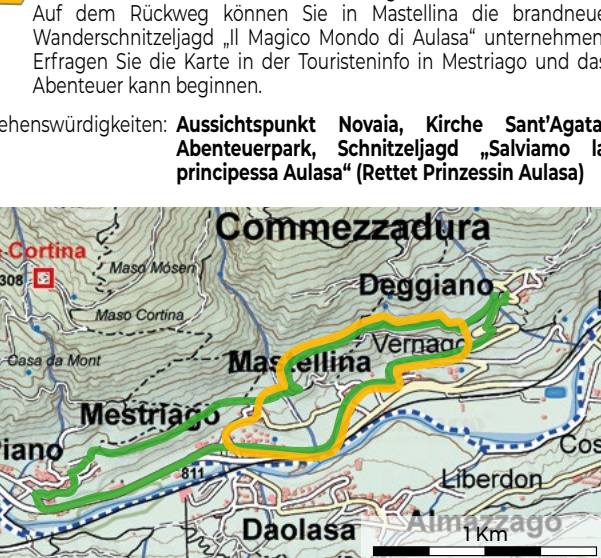 Auf dem Rückweg können Sie in Mastellina die brandneue
Wanderschnitzeljagd „Il Magico Mondo di Aulasa“ unternehmen
Erfragen Sie die Karte in der Touristeninfo in Mestriago und das
Abenteuer kann beginnen.
ehenswürdigkeiten: Aussichtspunkt Novaia, Kirche Sant’Agata
Abenteuerpark, Schnitzeljagd „Salviamo la
principessa Aulasa“ (Rettet Prinzessin Aulasa)
Commezzadura
Cortina
308
Maso Mosen
Deggiano
Maso Cortina
Vernago
Casa da Mont
Mastellina
Mestriago
iano
Cos
811
Liberdon
Daolasa
Almazzago
1 Km